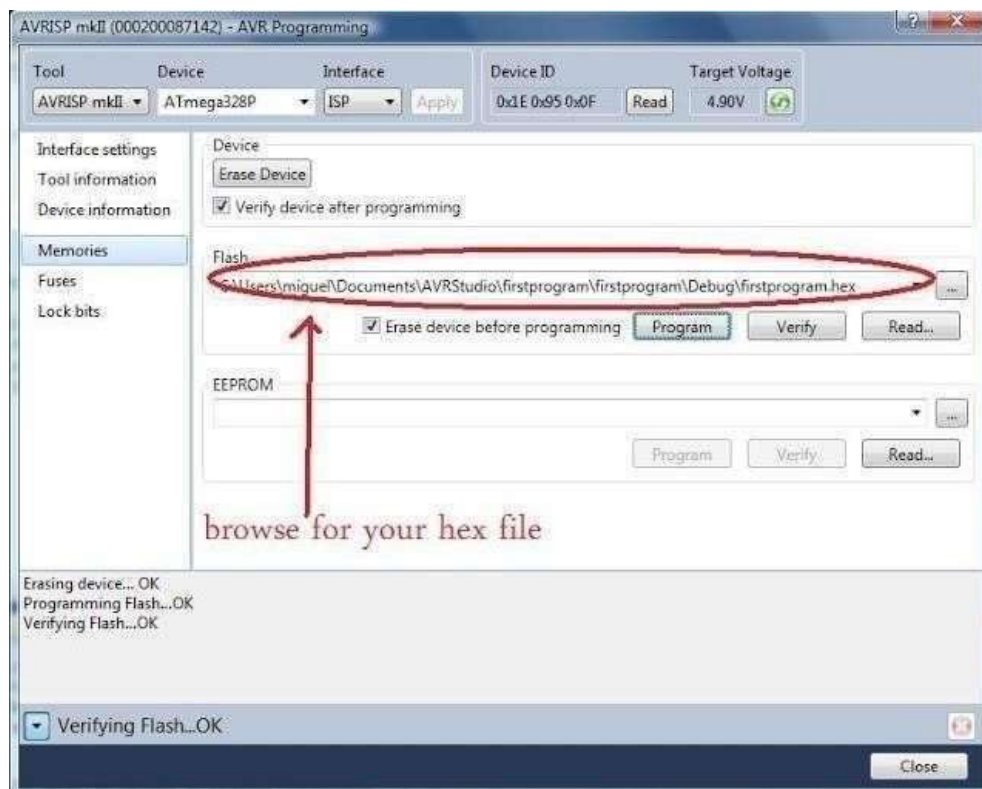 AVRISP mkII (000200087142) - AVR Programming
Tool Device Interface Device ID Target Voltage
AVRISP mkII ATmega328P ISP Apply 0x1E 0x95 0x0F Read 4.90V
Interface settings
Tool information
Device information
Memories
Fuses
Lock bits
Device
Erase Device
Verify device after programming
Flash
C:\Users\miguel\Documents\AVRStudio\firstprogram\firstprogram\Debug\firstprogram.hex ...
Erase device before programming Program Verify Read...
EEPROM
...
Program Verify Read...
browse for your hex file
Erasing device... OK
Programming Flash...OK
Verifying Flash...OK
Verifying Flash...OK
Close